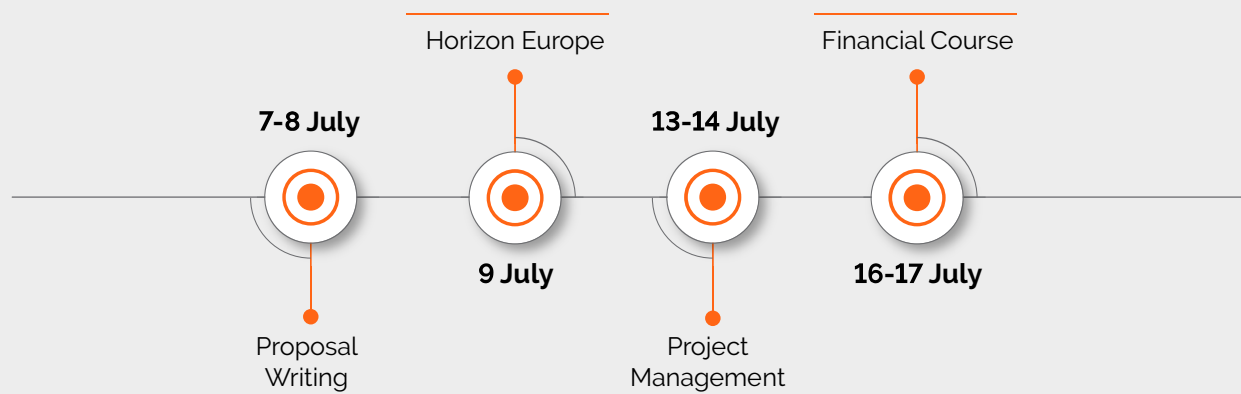 Horizon Europe
Financial Course
7-8 July
13-14 July
9 July
16-17 July
Proposal
Writing
Project
Management